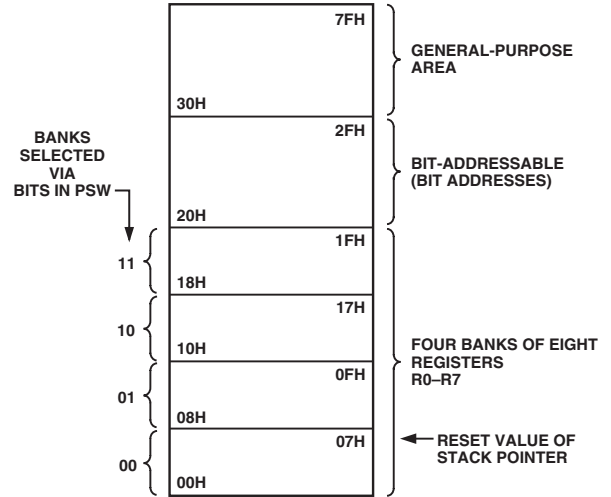 7FH
GENERAL-PURPOSE
AREA
30H
BANKS
SELECTED
VIA
BITS IN PSW
2FH
BIT-ADDRESSABLE
(BIT ADDRESSES)
20H
11
1FH
18H
10
17H
10H
FOUR BANKS OF EIGHT
REGISTERS
R0–R7
01
0FH
08H
00
07H
00H
RESET VALUE OF
STACK POINTER